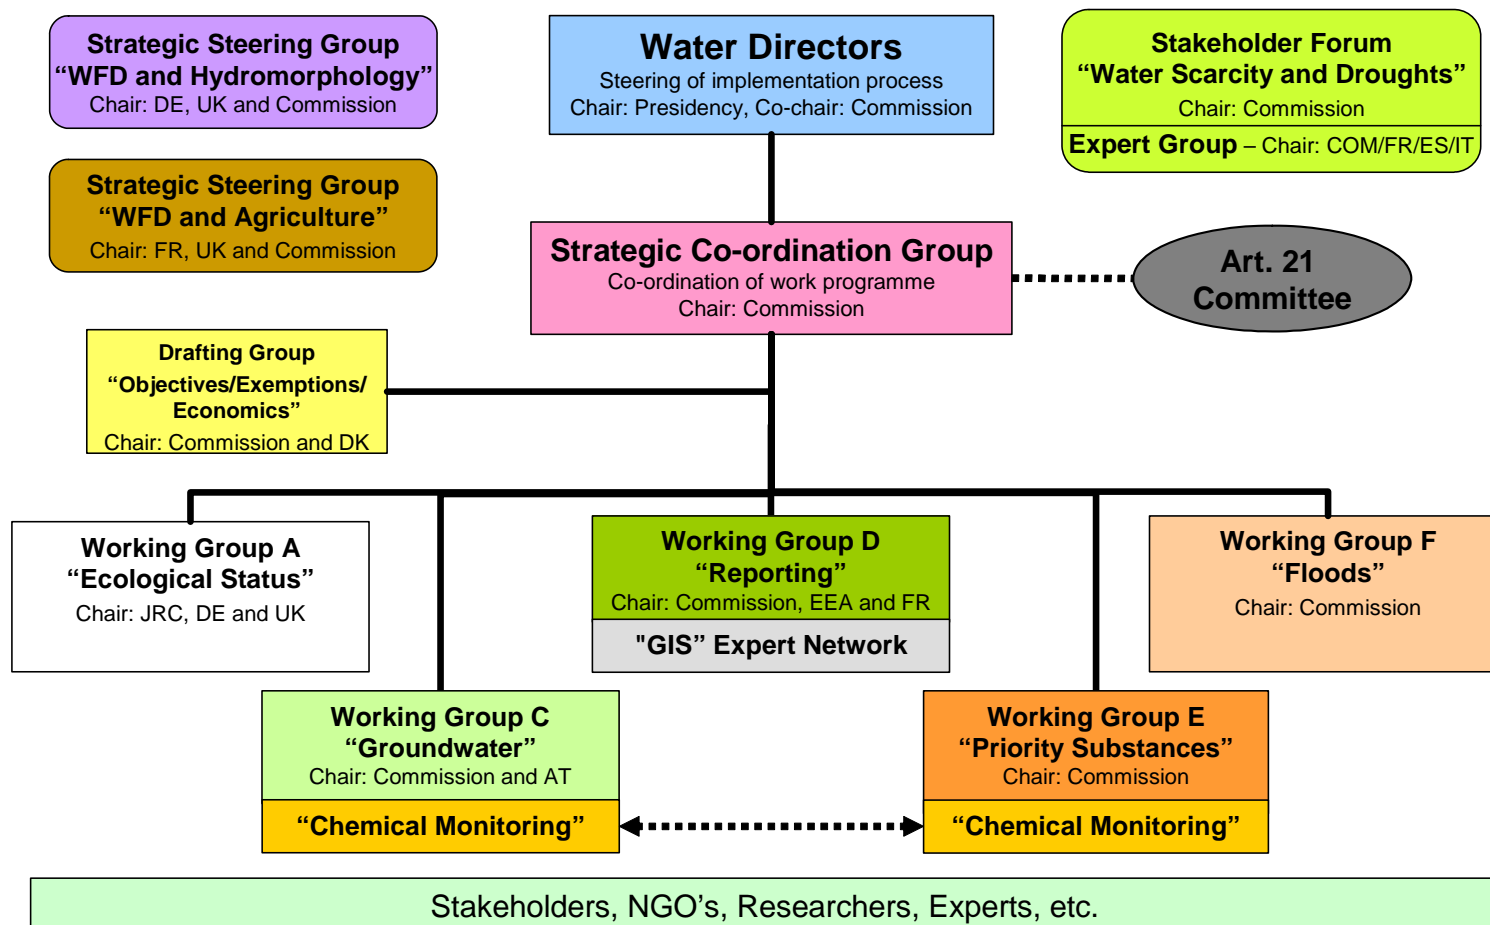 Strategic Steering Group
“WFD and Hydromorphology”
Chair: DE, UK and Commission
Water Directors
Steering of implementation process
Chair: Presidency, Co-chair: Commission
Stakeholder Forum
“Water Scarcity and Droughts”
Chair: Commission
Expert Group – Chair: COM/FR/ES/IT
Strategic Steering Group
“WFD and Agriculture”
Chair: FR, UK and Commission
Strategic Co-ordination Group
Co-ordination of work programme
Chair: Commission
Art. 21
Committee
Drafting Group
“Objectives/Exemptions/
Economics”
Chair: Commission and DK
Working Group A
“Ecological Status”
Chair: JRC, DE and UK
Working Group D
“Reporting”
Chair: Commission, EEA and FR
"GIS” Expert Network
Working Group F
“Floods”
Chair: Commission
Working Group C
“Groundwater”
Chair: Commission and AT
“Chemical Monitoring”
Working Group E
“Priority Substances”
Chair: Commission
“Chemical Monitoring”
Stakeholders, NGO’s, Researchers, Experts, etc.